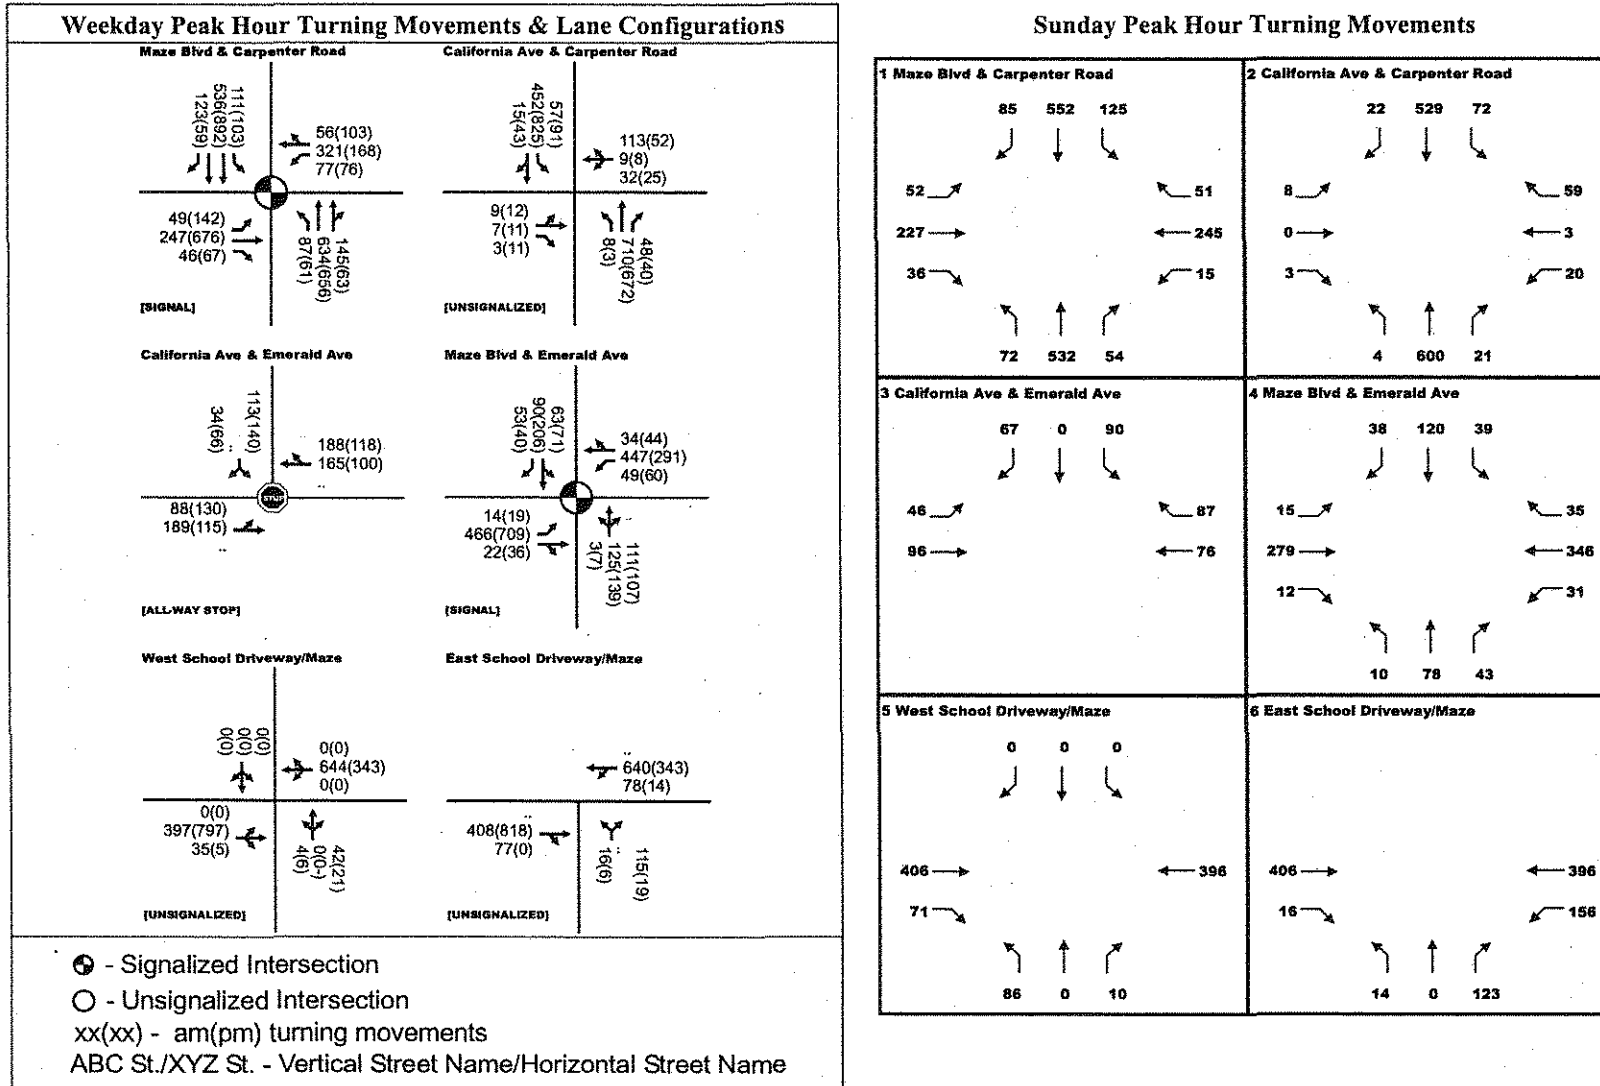 Weekday Peak Hour Turning Movements & Lane Configurations
Maze Blvd & Carpenter Road
111(103)
536(892)
123(59)
56(103)
321(168)
77(76)
49(142)
247(676)
46(67)
145(63)
634(656)
87(61)
[SIGNAL]
California Ave & Carpenter Road
57(91)
452(825)
15(43)
113(52)
9(8)
32(25)
9(12)
7(11)
3(11)
48(40)
710(672)
8(3)
[UNSIGNALIZED]
California Ave & Emerald Ave
113(140)
34(66)
188(118)
165(100)
STOP
88(130)
189(115)
[ALL-WAY STOP]
Maze Blvd & Emerald Ave
63(71)
90(206)
53(40)
34(44)
447(291)
49(60)
14(19)
466(709)
22(36)
111(107)
125(139)
3(7)
[SIGNAL]
West School Driveway/Maze
0(0)
0(0)
0(0)
0(0)
644(343)
0(0)
0(0)
397(797)
35(5)
42(21)
0(0-)
4(6)
[UNSIGNALIZED]
East School Driveway/Maze
640(343)
78(14)
408(818)
77(0)
115(19)
16(6)
[UNSIGNALIZED]
- Signalized Intersection
- Unsignalized Intersection
xx(xx) - am(pm) turning movements
ABC St./XYZ St. - Vertical Street Name/Horizontal Street Name
Sunday Peak Hour Turning Movements
1 Maze Blvd & Carpenter Road
85 552 125
52 51
227 245
36 15
72 532 54
2 California Ave & Carpenter Road
22 529 72
8 59
0 3
3 20
4 600 21
3 California Ave & Emerald Ave
67 0 90
46 87
96 76
4 Maze Blvd & Emerald Ave
38 120 39
15 35
279 346
12 31
10 78 43
5 West School Driveway/Maze
0 0 0
406 396
71
86 0 10
6 East School Driveway/Maze
406 396
16 156
14 0 123